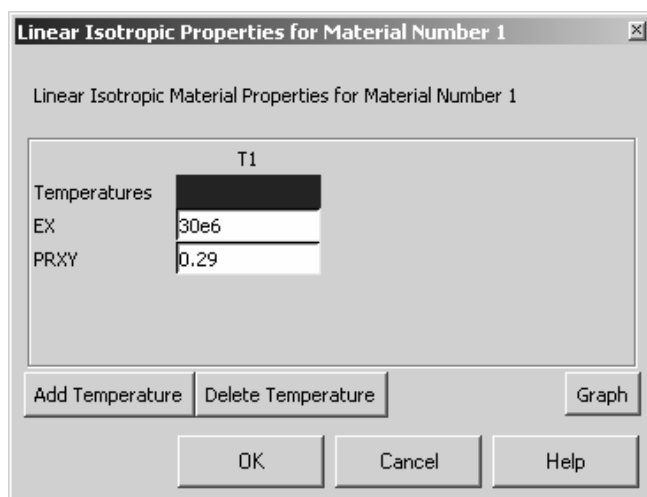 Linear Isotropic Properties for Material Number 1
Linear Isotropic Material Properties for Material Number 1
T1
Temperatures
EX 30e6
PRXY 0.29
Add Temperature Delete Temperature Graph
OK Cancel Help